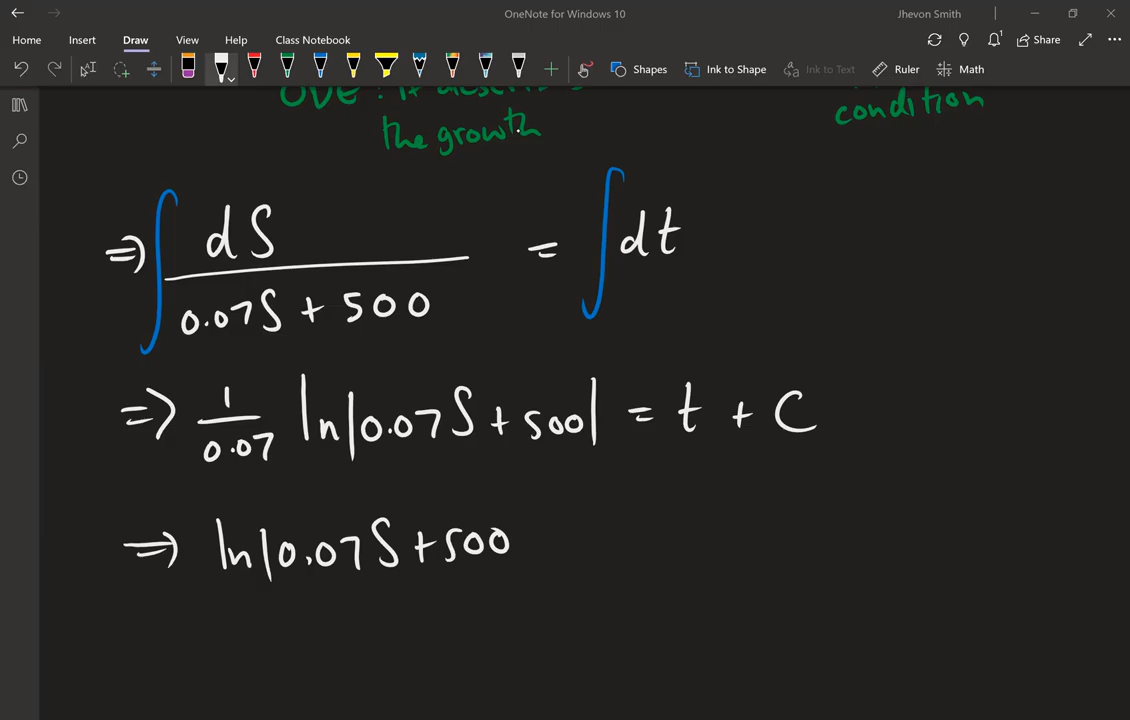 OneNote for Windows 10
Jhevon Smith
Home Insert Draw View Help Class Notebook
Share
Shapes Ink to Shape Ink to Text Ruler Math
ODE:
the growth
condition
⇒ ∫ dS / (0.07S + 500) = ∫ dt
⇒ 1/0.07 ln|0.07S + 500| = t + C
⇒ ln|0.07S + 500